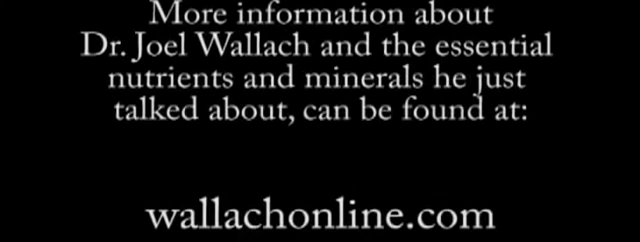 More information about
Dr. Joel Wallach and the essential
nutrients and minerals he just
talked about, can be found at:
wallachonline.com